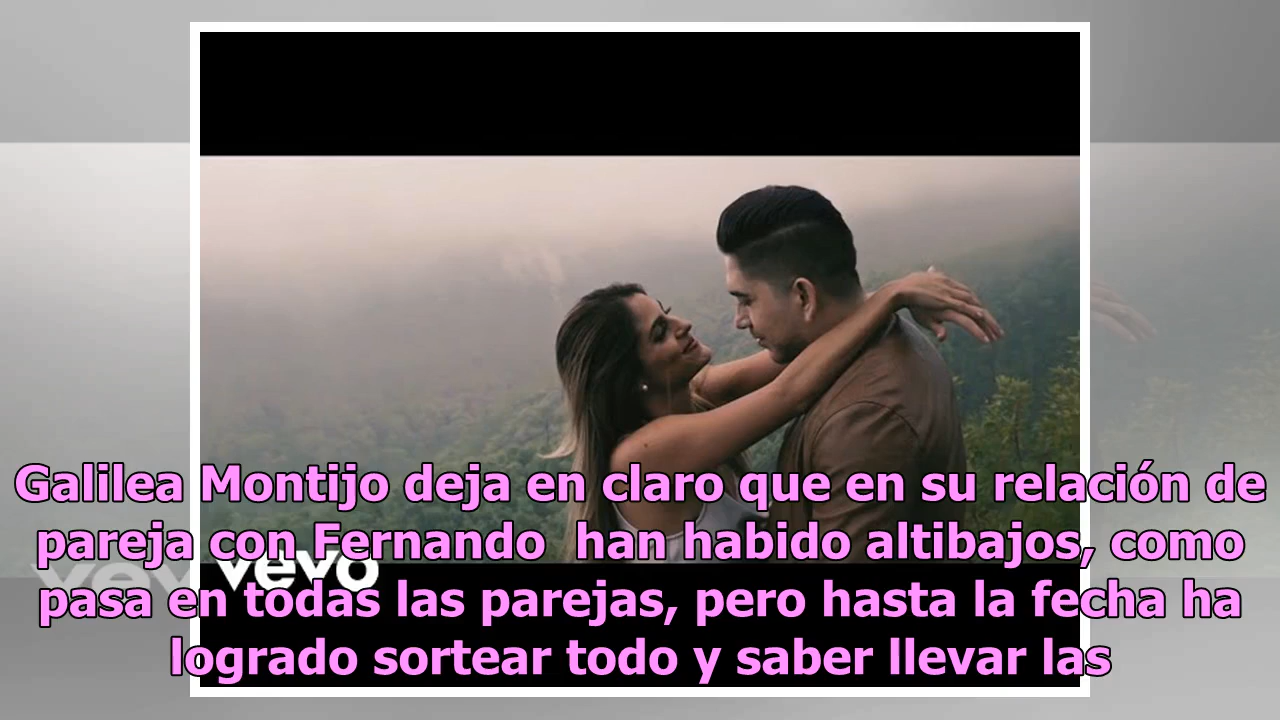 Galilea Montijo deja en claro que en su relación de
pareja con Fernando  han habido altibajos, como
vevo
pasa en todas las parejas, pero hasta la fecha ha
logrado sortear todo y saber llevar las